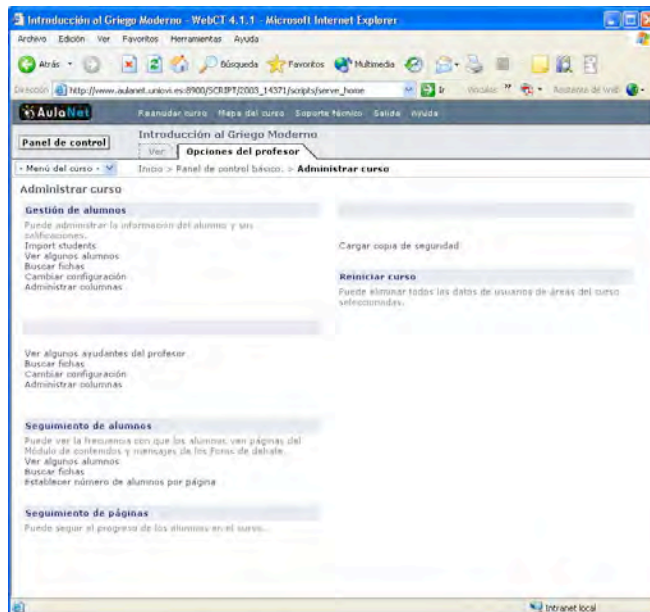 Introducción al Griego Moderno - WebCT 4.1.1 - Microsoft Internet Explorer
Archivo Edición Ver Favoritos Herramientas Ayuda
Atrás Búsqueda Favoritos Multimedia
Dirección http://www.aulanet.uniovi.es:8900/SCRIPT/2003_14371/scripts/serve_home Ir
AulaNet Reanudar curso Mapa del curso Soporte técnico Salida Ayuda
Panel de control
Introducción al Griego Moderno
Ver Opciones del profesor
- Menú del curso - Inicio > Panel de control básico. > Administrar curso
Administrar curso
Gestión de alumnos
Puede administrar la información del alumno y sus
calificaciones.
Import students
Ver algunos alumnos
Buscar fichas
Cambiar configuración
Administrar columnas
Ver algunos ayudantes del profesor
Buscar fichas
Cambiar configuración
Administrar columnas
Seguimiento de alumnos
Puede ver la frecuencia con que los alumnos ven páginas del
Módulo de contenidos y mensajes de los Foros de debate.
Ver algunos alumnos
Buscar fichas
Establecer número de alumnos por página
Seguimiento de páginas
Puede seguir el progreso de los alumnos en el curso.
Cargar copia de seguridad
Reiniciar curso
Puede eliminar todos los datos de usuarios de áreas del curso
seleccionadas.
Intranet local